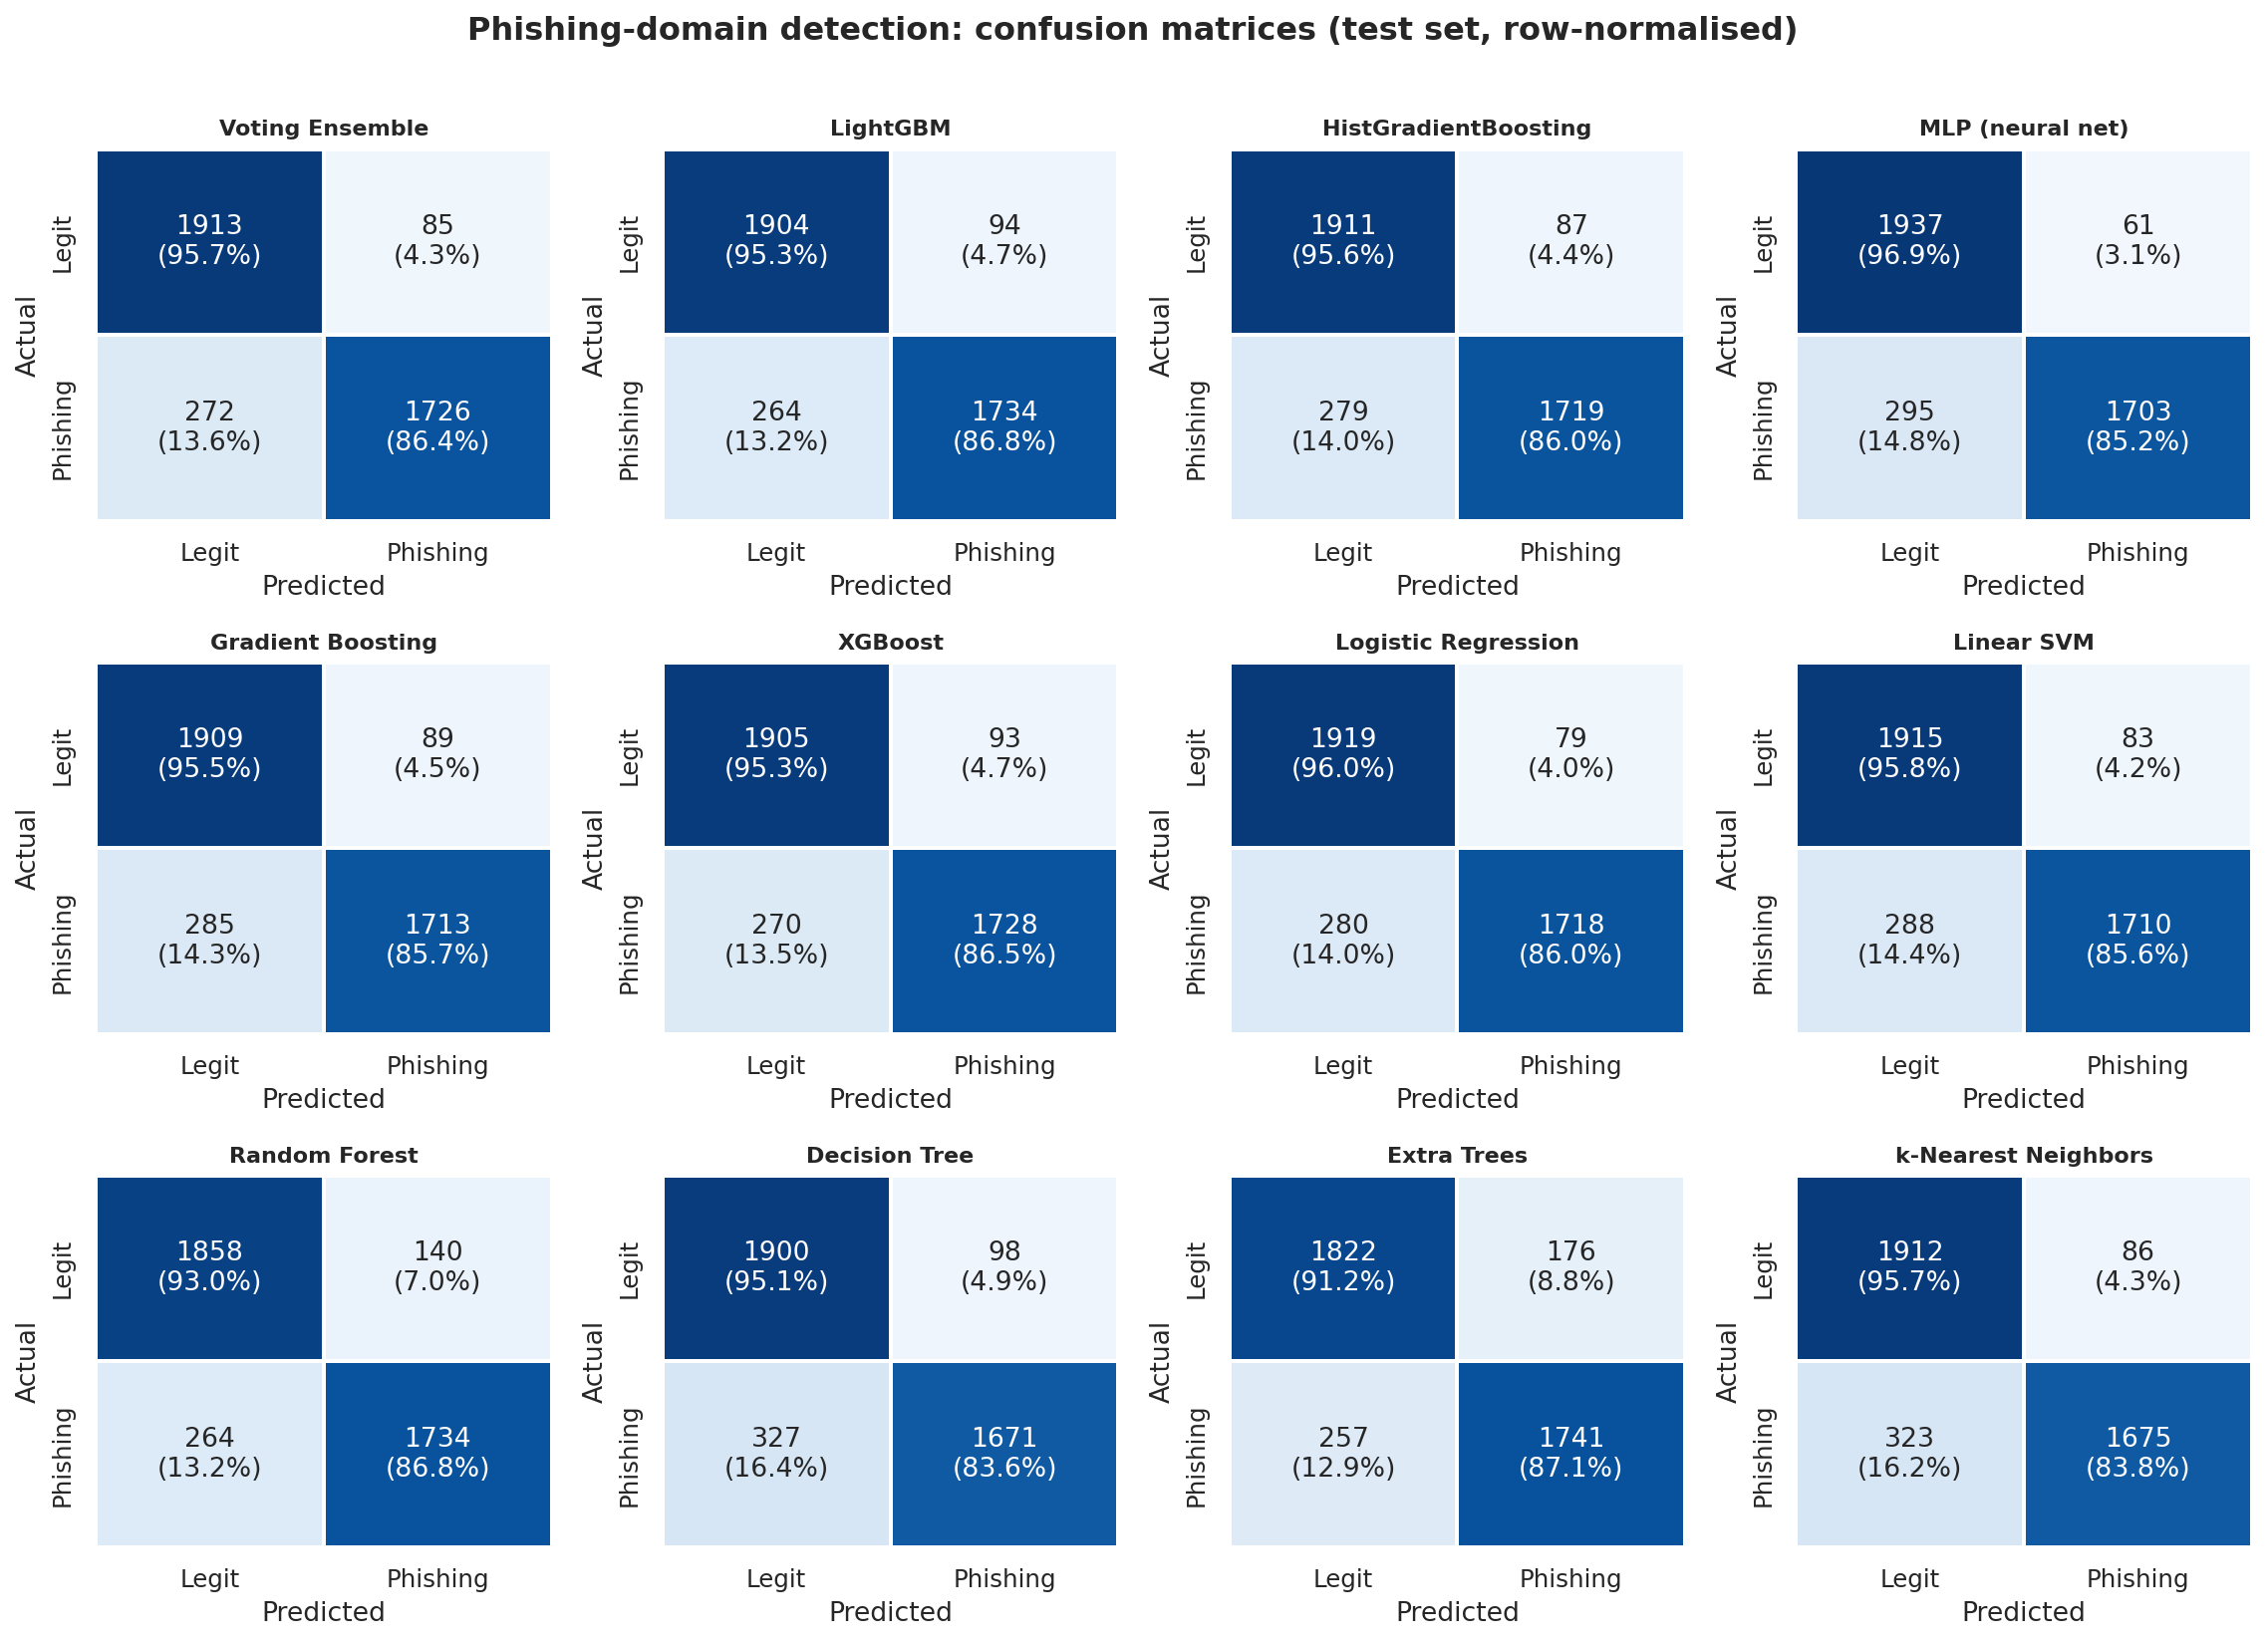 Phishing-domain detection: confusion matrices (test set, row-normalised)
Voting Ensemble
Actual
Legit
Phishing
1913
(95.7%)
85
(4.3%)
272
(13.6%)
1726
(86.4%)
Legit
Phishing
Predicted
LightGBM
Actual
Legit
Phishing
1904
(95.3%)
94
(4.7%)
264
(13.2%)
1734
(86.8%)
Legit
Phishing
Predicted
HistGradientBoosting
Actual
Legit
Phishing
1911
(95.6%)
87
(4.4%)
279
(14.0%)
1719
(86.0%)
Legit
Phishing
Predicted
MLP (neural net)
Actual
Legit
Phishing
1937
(96.9%)
61
(3.1%)
295
(14.8%)
1703
(85.2%)
Legit
Phishing
Predicted
Gradient Boosting
Actual
Legit
Phishing
1909
(95.5%)
89
(4.5%)
285
(14.3%)
1713
(85.7%)
Legit
Phishing
Predicted
XGBoost
Actual
Legit
Phishing
1905
(95.3%)
93
(4.7%)
270
(13.5%)
1728
(86.5%)
Legit
Phishing
Predicted
Logistic Regression
Actual
Legit
Phishing
1919
(96.0%)
79
(4.0%)
280
(14.0%)
1718
(86.0%)
Legit
Phishing
Predicted
Linear SVM
Actual
Legit
Phishing
1915
(95.8%)
83
(4.2%)
288
(14.4%)
1710
(85.6%)
Legit
Phishing
Predicted
Random Forest
Actual
Legit
Phishing
1858
(93.0%)
140
(7.0%)
264
(13.2%)
1734
(86.8%)
Legit
Phishing
Predicted
Decision Tree
Actual
Legit
Phishing
1900
(95.1%)
98
(4.9%)
327
(16.4%)
1671
(83.6%)
Legit
Phishing
Predicted
Extra Trees
Actual
Legit
Phishing
1822
(91.2%)
176
(8.8%)
257
(12.9%)
1741
(87.1%)
Legit
Phishing
Predicted
k-Nearest Neighbors
Actual
Legit
Phishing
1912
(95.7%)
86
(4.3%)
323
(16.2%)
1675
(83.8%)
Legit
Phishing
Predicted